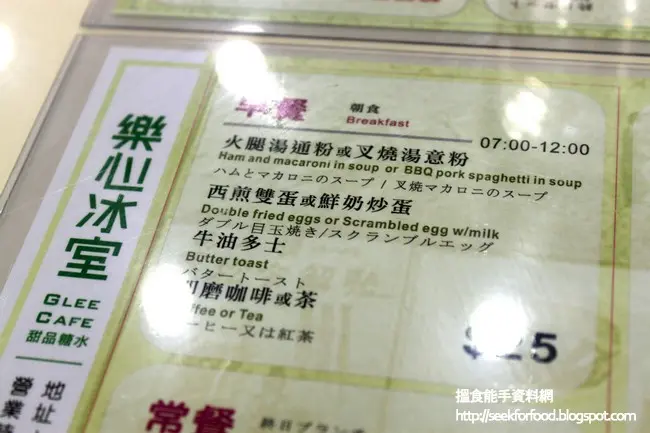 樂心冰室
GLEE
CAFE
甜品糖水
地址
營業
早餐 朝食
Breakfast
07:00-12:00
火腿湯通粉或叉燒湯意粉
Ham and macaroni in soup or BBQ pork spaghetti in soup
ハムとマカロニのスープ / 叉焼マカロニのスープ
西煎雙蛋或鮮奶炒蛋
Double fried eggs or Scrambled egg w/milk
ダブル目玉焼き/スクランブルエッグ
牛油多士
Butter toast
バタートースト
即磨咖啡或茶
ffee or Tea
ーヒー又は紅茶
$25
常餐
搵食能手資料網
http://seekforfood.blogspot.com